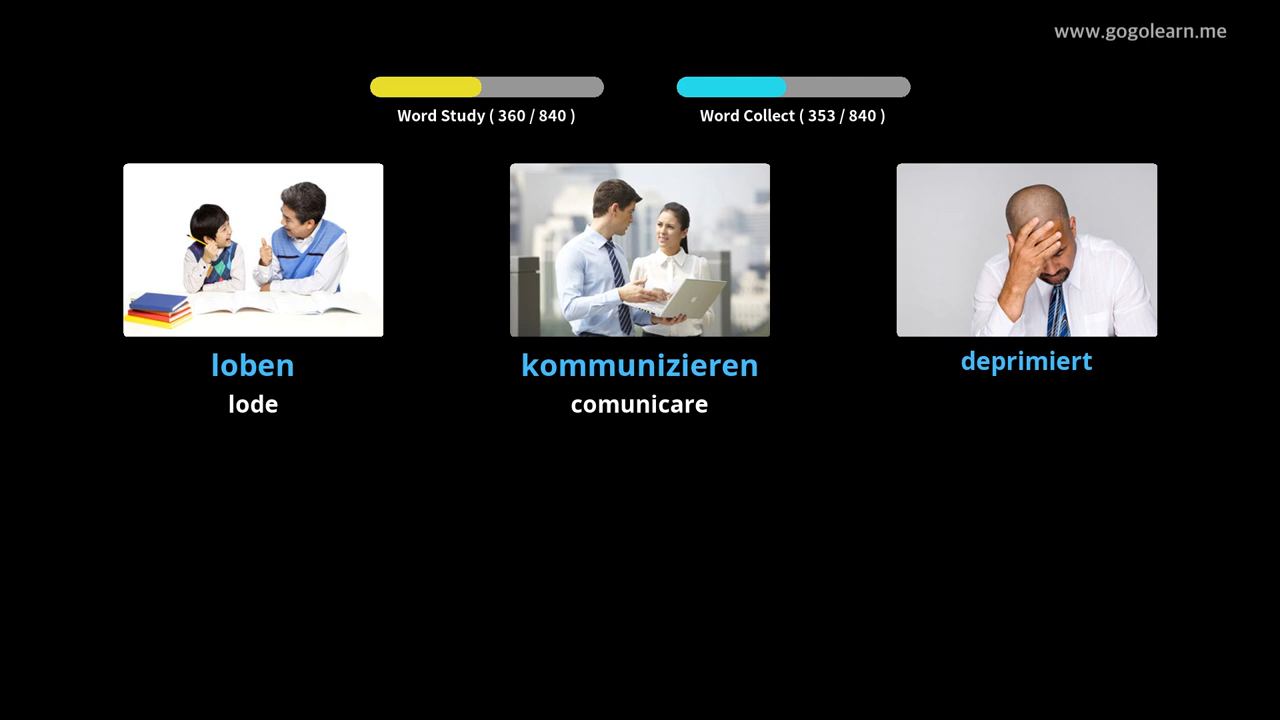 www.gogolearn.me
Word Study ( 360 / 840 )
Word Collect ( 353 / 840 )
loben
kommunizieren
deprimiert
lode
comunicare